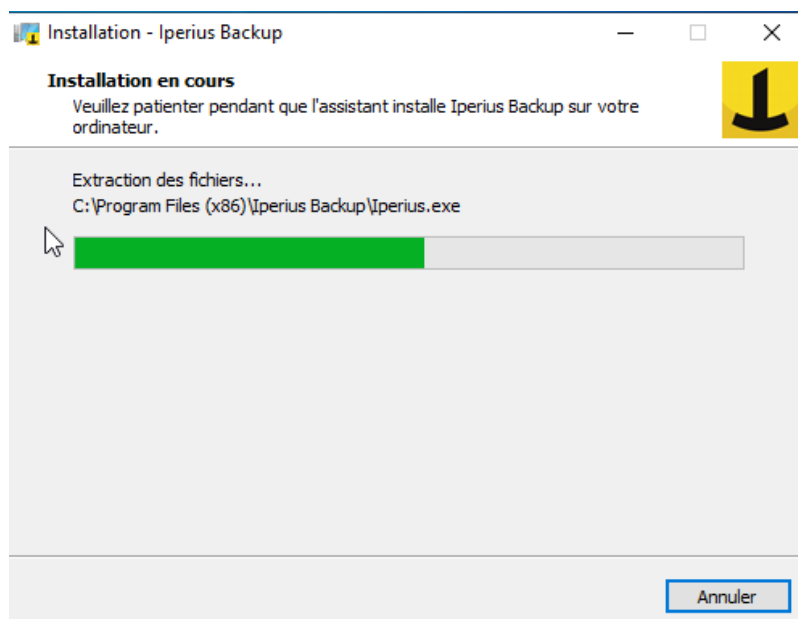 Installation - Iperius Backup
Installation en cours
Veuillez patienter pendant que l'assistant installe Iperius Backup sur votre
ordinateur.
Extraction des fichiers...
C:\Program Files (x86)\Iperius Backup\Iperius.exe
Annuler